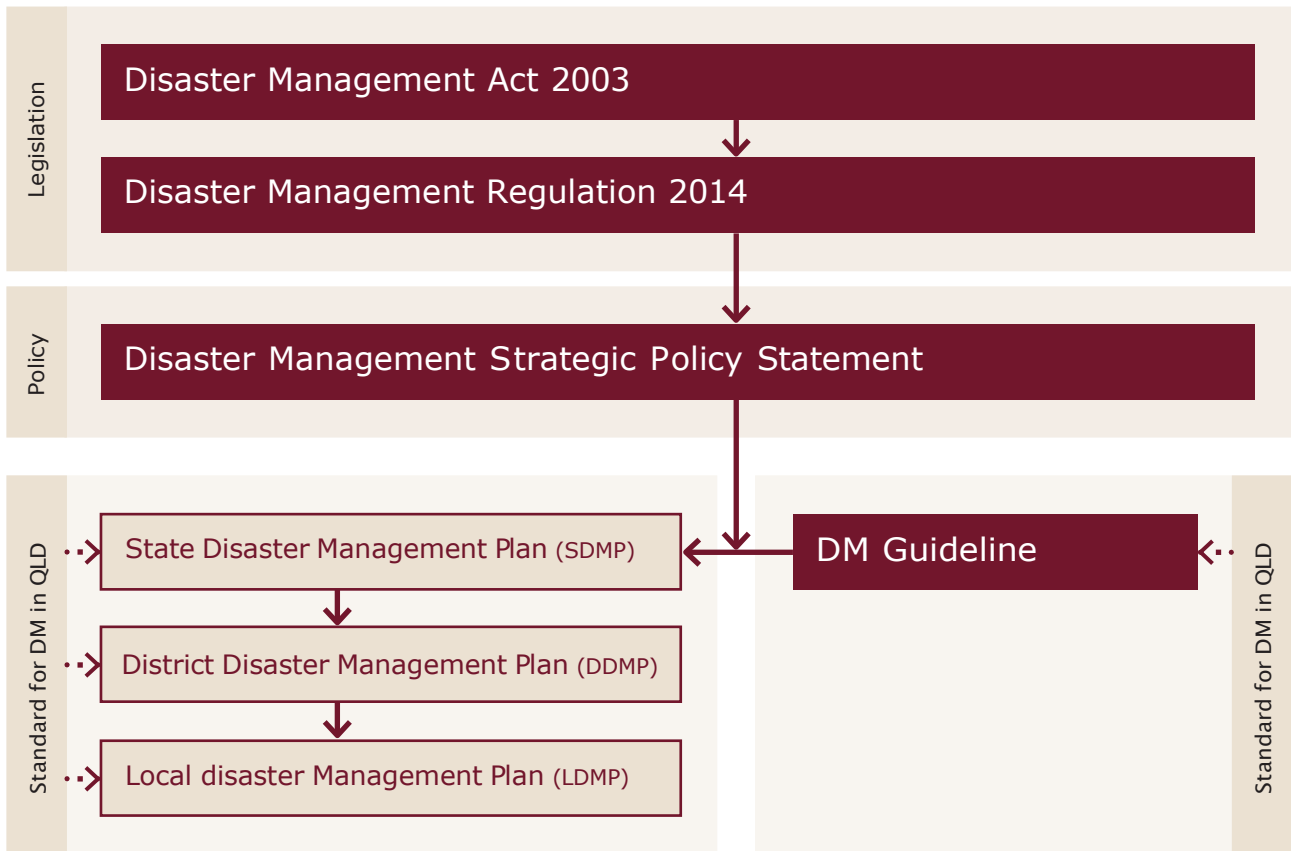 Legislation
Disaster Management Act 2003
Disaster Management Regulation 2014
Policy
Disaster Management Strategic Policy Statement
Standard for DM in QLD
State Disaster Management Plan (SDMP)
District Disaster Management Plan (DDMP)
Local disaster Management Plan (LDMP)
DM Guideline
Standard for DM in QLD